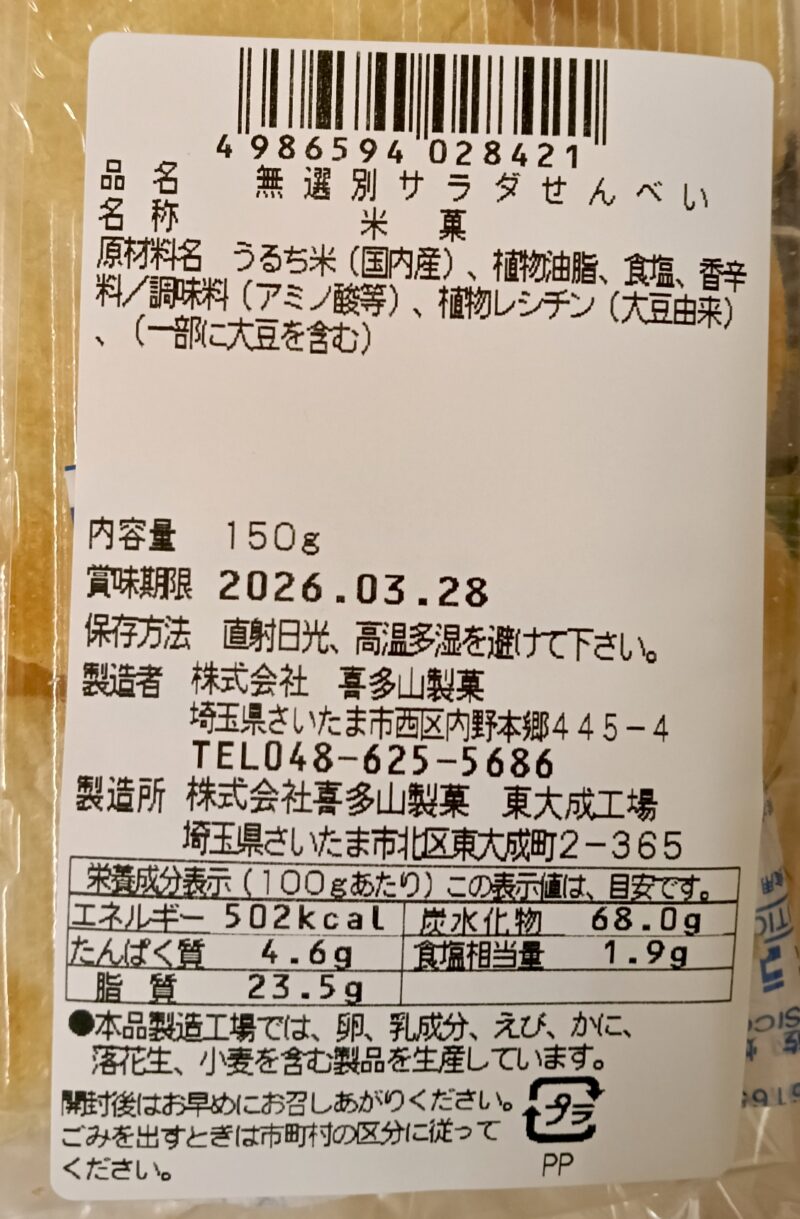 4 986594 028421
品名 無選別サラダせんべい
名称 米菓
原材料名 うるち米（国内産）、植物油脂、食塩、香辛
料／調味料（アミノ酸等）、植物レシチン（大豆由来）
、（一部に大豆を含む）
内容量 150g
賞味期限 2026.03.28
保存方法 直射日光、高温多湿を避けて下さい。
製造者 株式会社 喜多山製菓
埼玉県さいたま市西区内野本郷445-4
TEL048-625-5686
製造所 株式会社喜多山製菓 東大成工場
埼玉県さいたま市北区東大成町2-365
栄養成分表示（100gあたり）この表示値は、目安です。
エネルギー 502kcal 炭水化物 68.0g
たんぱく質 4.6g 食塩相当量 1.9g
脂質 23.5g
●本品製造工場では、卵、乳成分、えび、かに、
落花生、小麦を含む製品を生産しています。
開封後はお早めにお召しあがりください。
ごみを出すときは市町村の区分に従って
ください。
プラ
PP